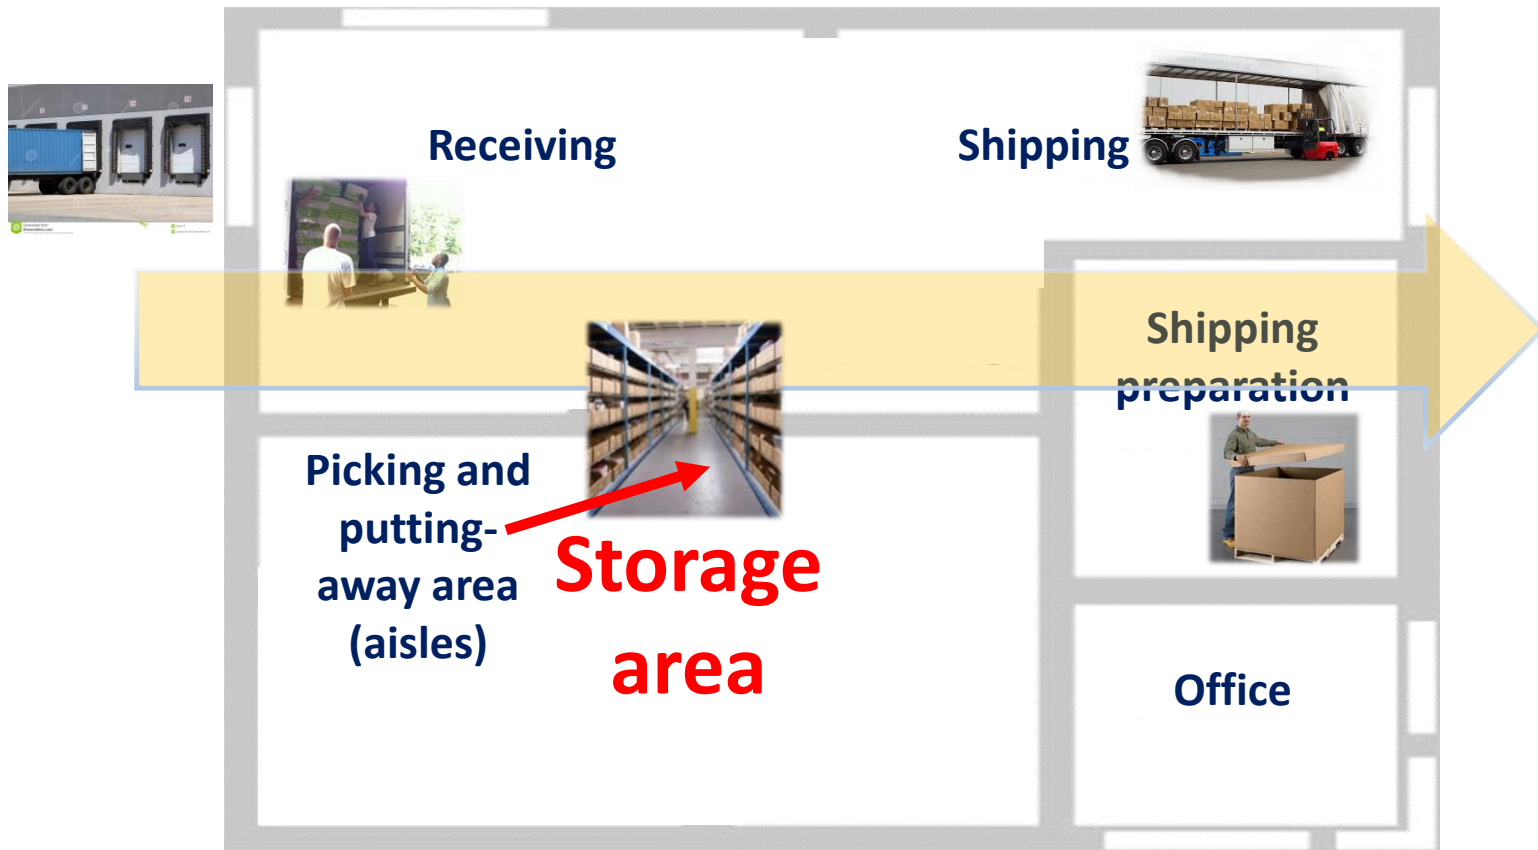 Receiving
Shipping
Shipping
preparation
Picking and
putting-
away area
(aisles)
Storage
area
Office